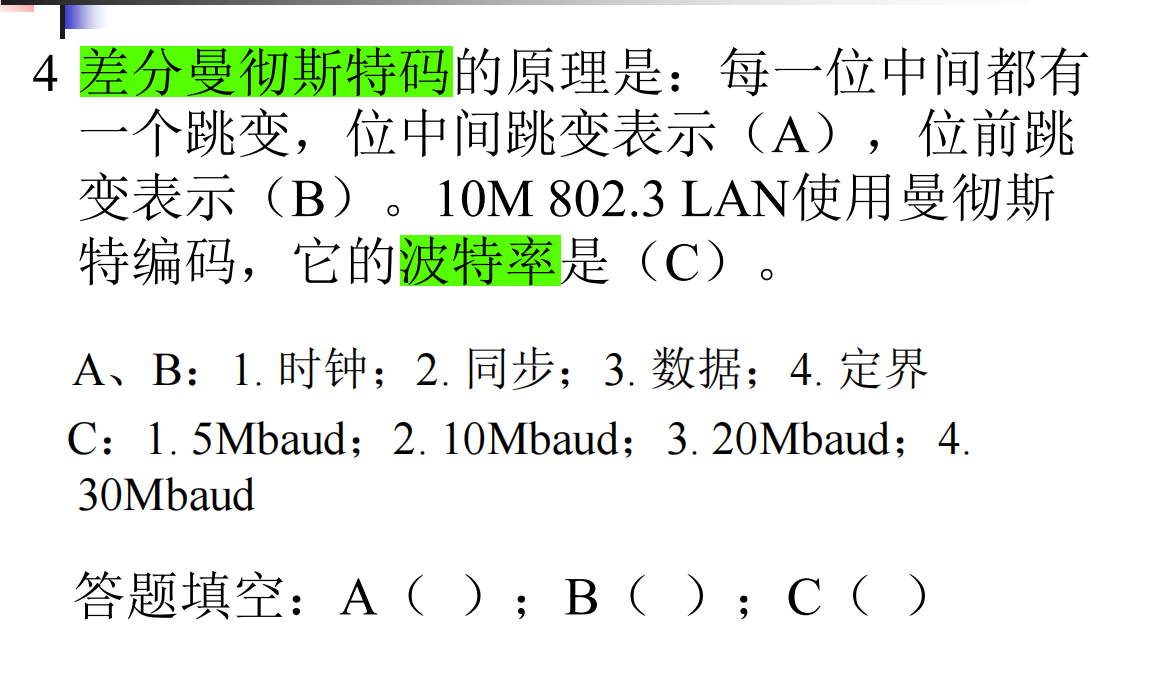 4 差分曼彻斯特码的原理是：每一位中间都有
一个跳变，位中间跳变表示（A），位前跳
变表示（B）。10M 802.3 LAN使用曼彻斯
特编码，它的波特率是（C）。
A、B：1. 时钟；2. 同步；3. 数据；4. 定界
C：1. 5Mbaud；2. 10Mbaud；3. 20Mbaud；4.
30Mbaud
答题填空：A（ ）；B（ ）；C（ ）